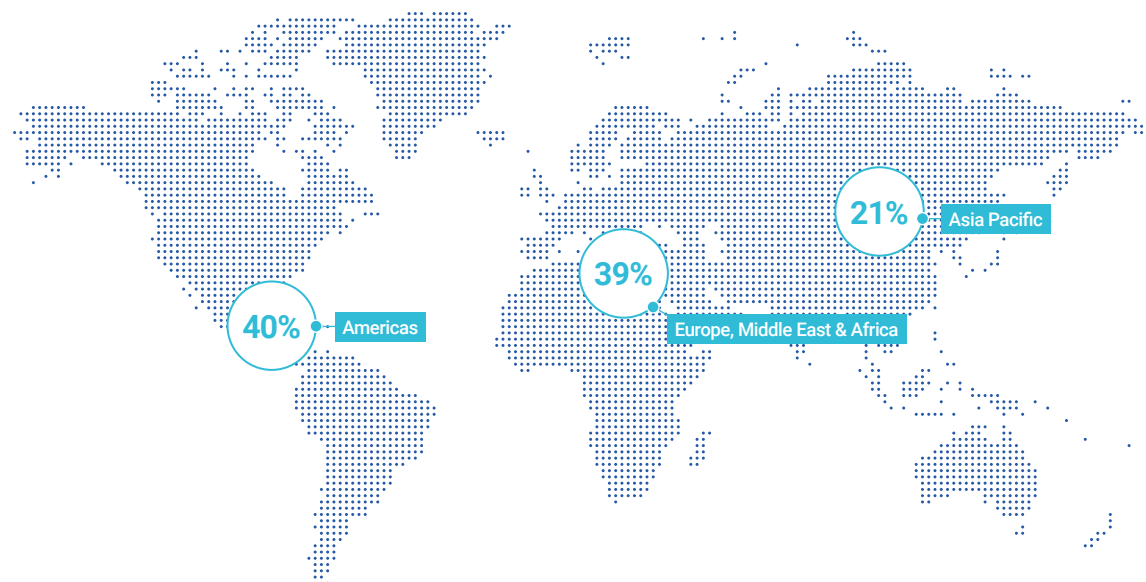 21%
Asia Pacific
39%
Europe, Middle East & Africa
40%
Americas